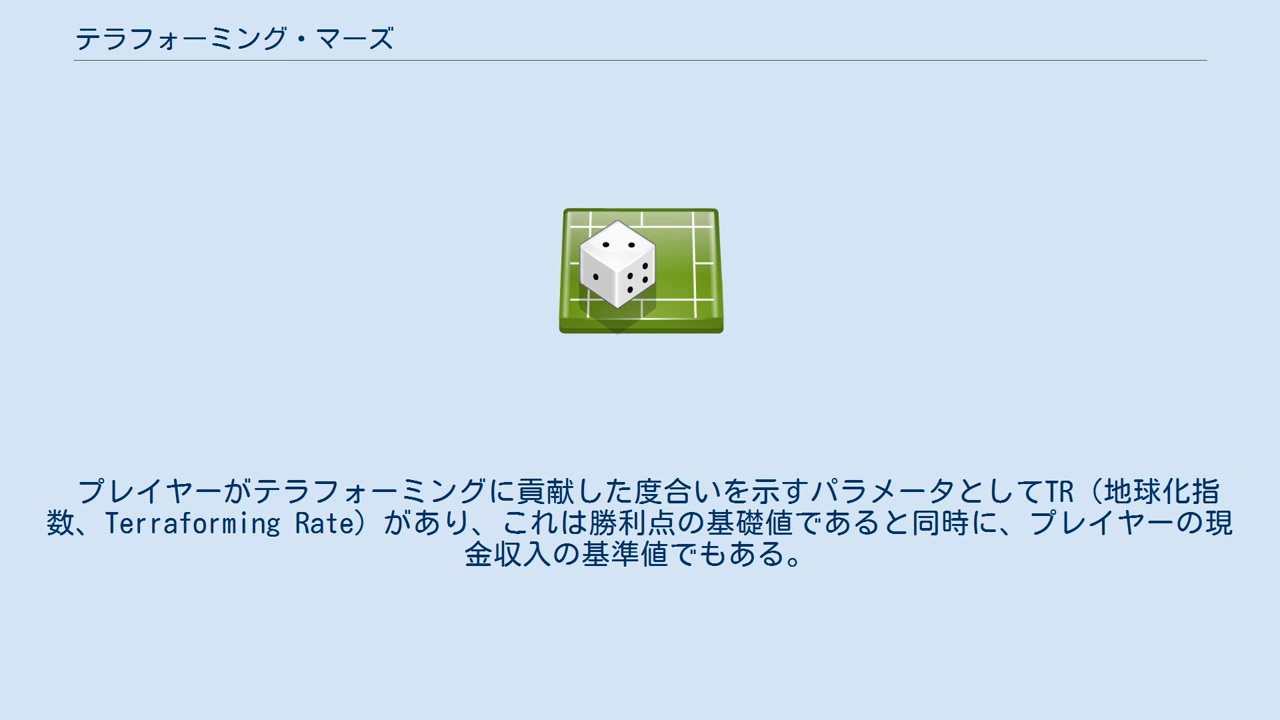 テラフォーミング・マーズ
プレイヤーがテラフォーミングに貢献した度合いを示すパラメータとしてTR（地球化指
数、Terraforming Rate）があり、これは勝利点の基礎値であると同時に、プレイヤーの現
金収入の基準値でもある。